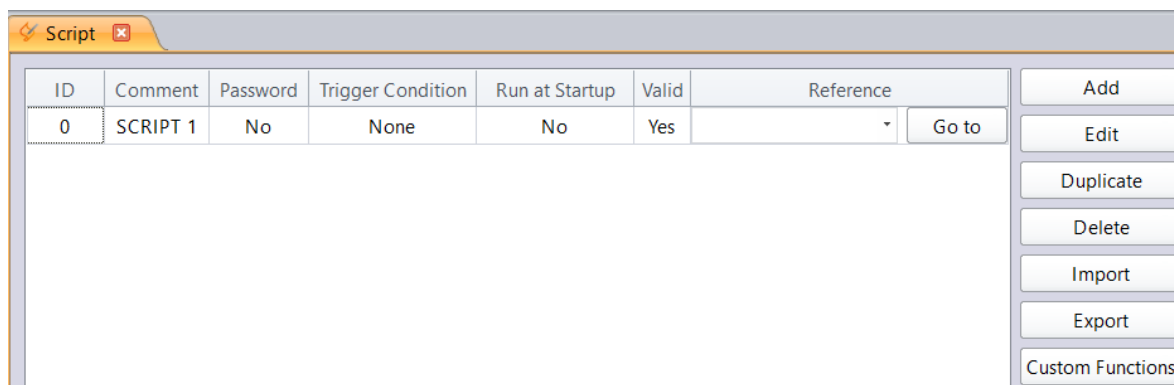 Script
ID Comment Password Trigger Condition Run at Startup Valid Reference
0 SCRIPT 1 No None No Yes Go to
Add
Edit
Duplicate
Delete
Import
Export
Custom Functions